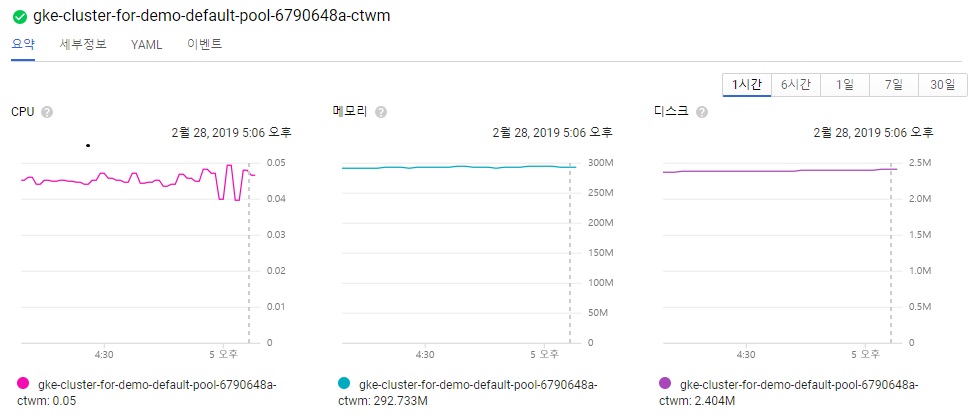 gke-cluster-for-demo-default-pool-6790648a-ctwm
요약 세부정보 YAML 이벤트
1시간 6시간 1일 7일 30일
CPU ?
2월 28, 2019 5:06 오후
0.05
0.04
0.03
0.02
0.01
0
4:30 5 오후
gke-cluster-for-demo-default-pool-6790648a-
ctwm: 0.05
메모리 ?
2월 28, 2019 5:06 오후
300M
250M
200M
150M
100M
50M
0
4:30 5 오후
gke-cluster-for-demo-default-pool-6790648a-
ctwm: 292.733M
디스크 ?
2월 28, 2019 5:06 오후
2.5M
2.0M
1.5M
1.0M
0.5M
0
4:30 5 오후
gke-cluster-for-demo-default-pool-6790648a-
ctwm: 2.404M